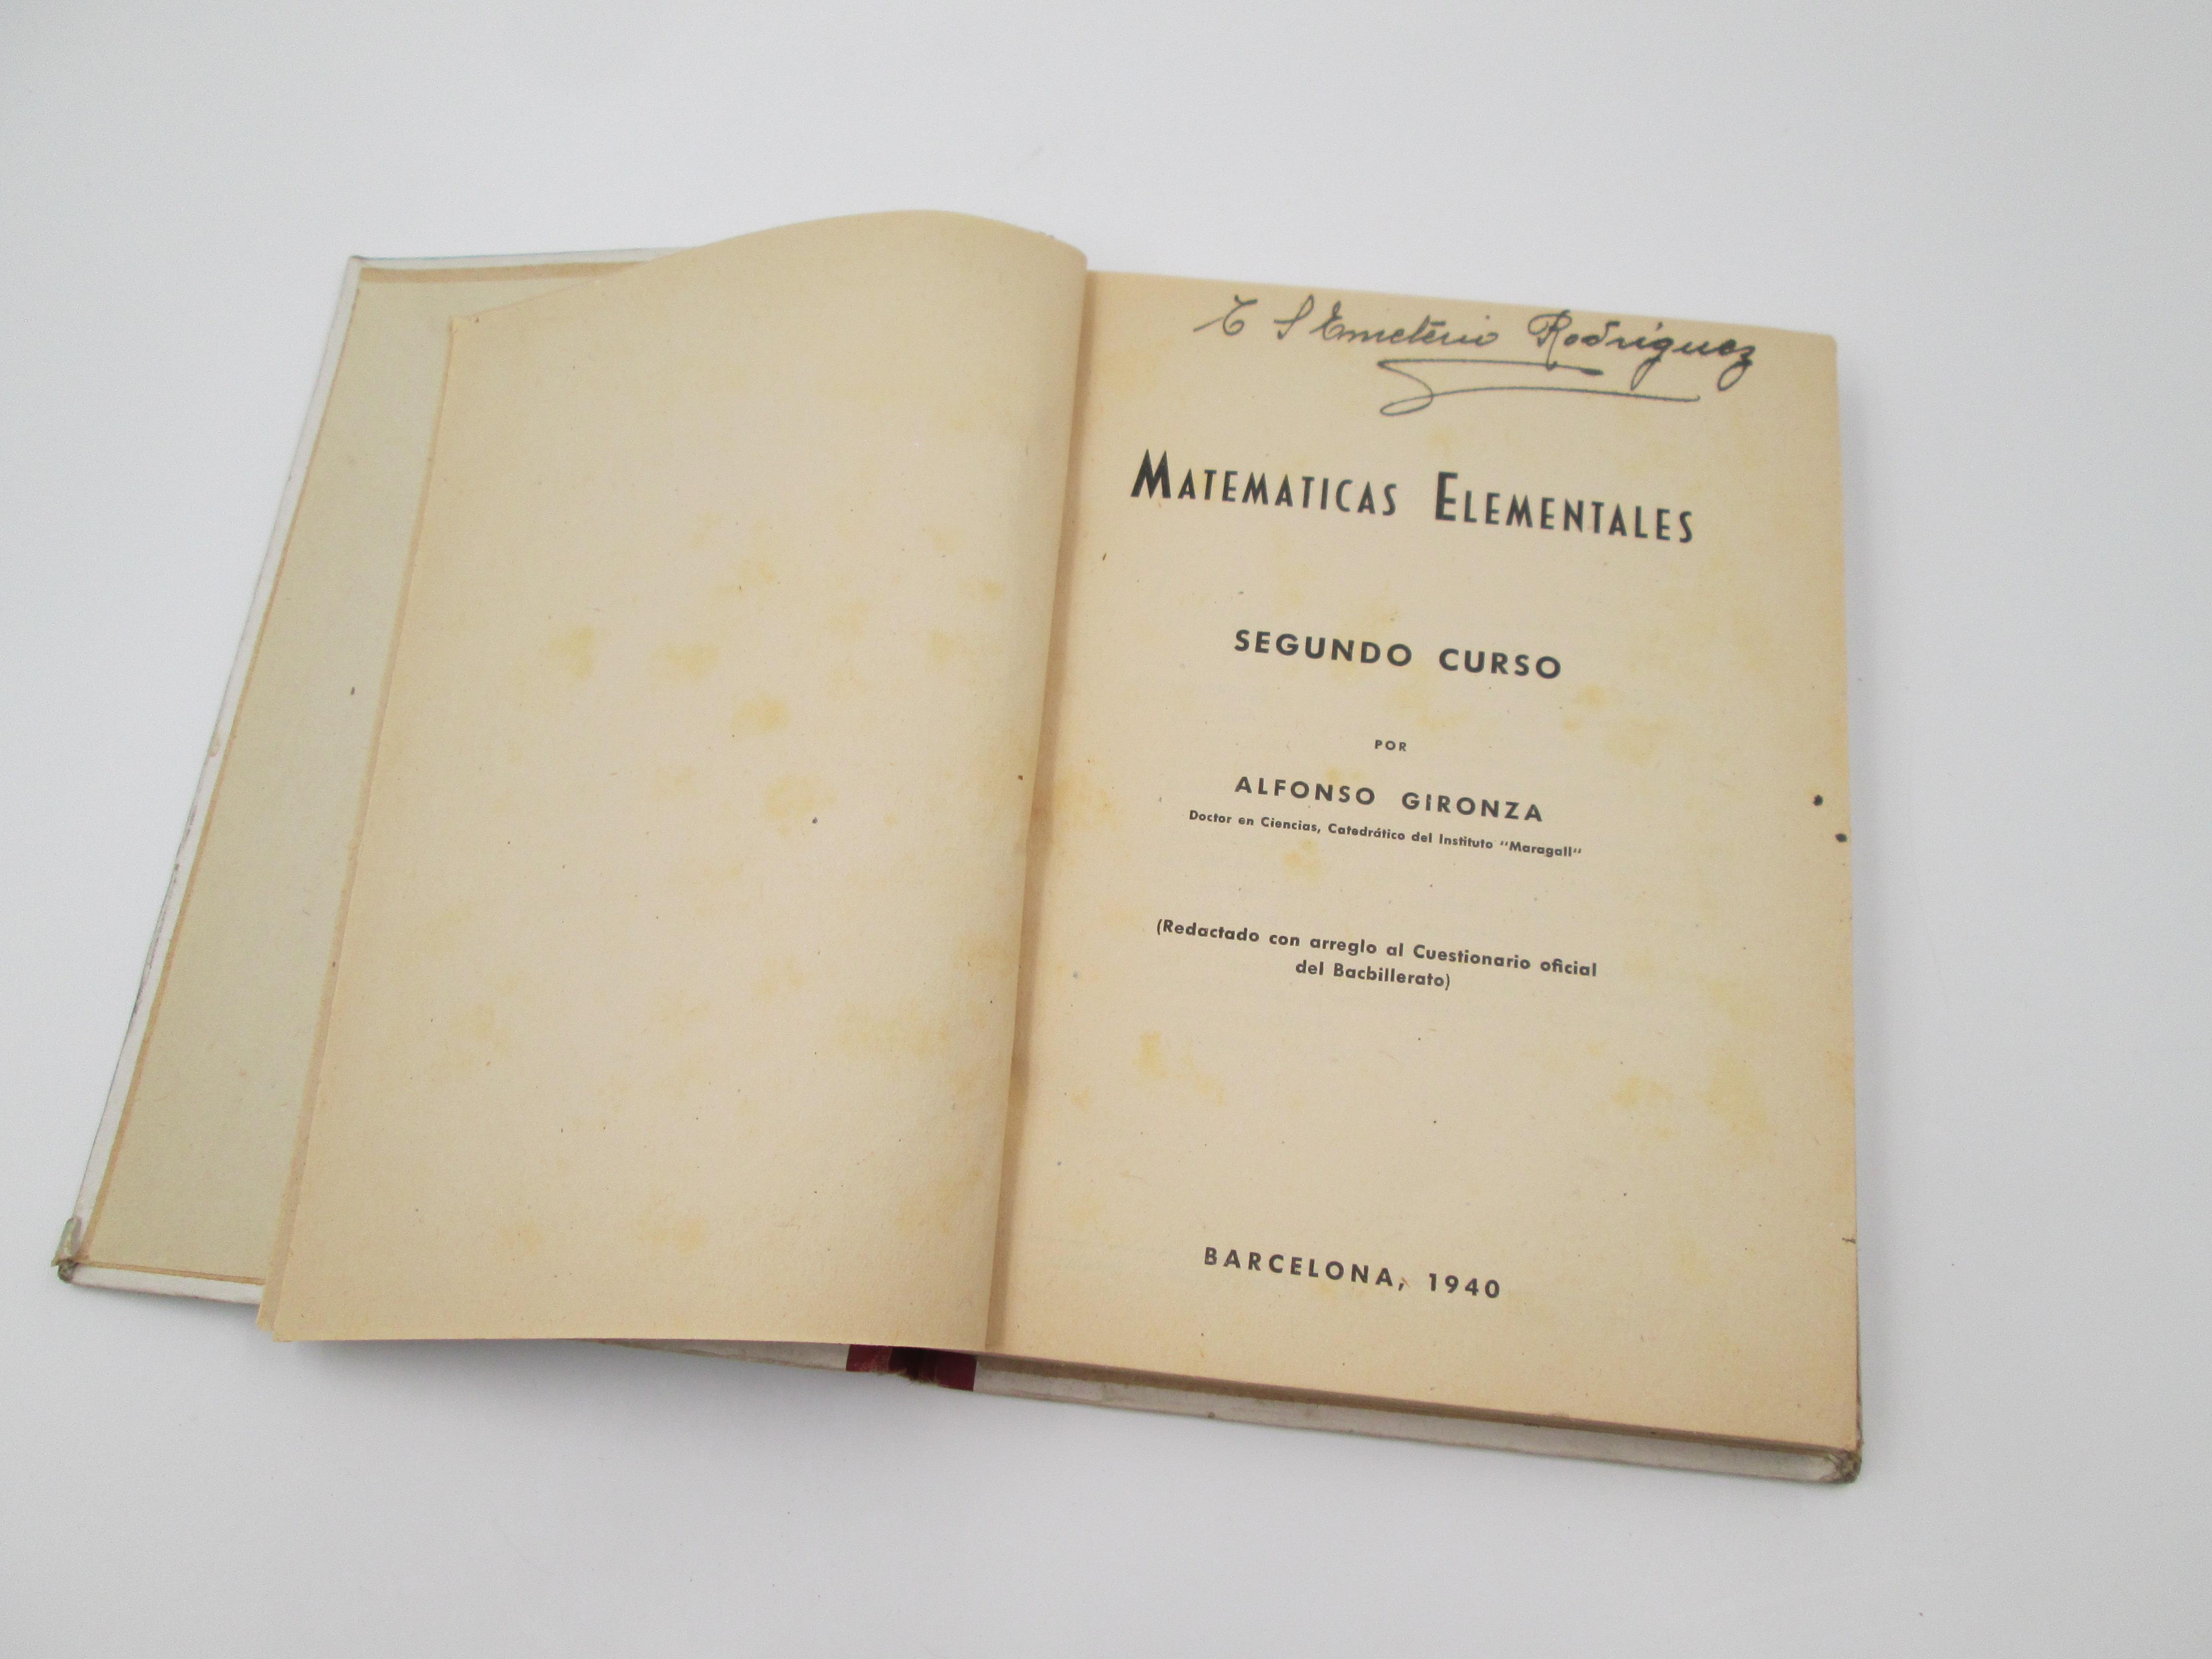 E S Emeterio Rodríguez
MATEMATICAS ELEMENTALES
SEGUNDO CURSO
POR
ALFONSO GIRONZA
Doctor en Ciencias, Catedrático del Instituto “Maragall“
(Redactado con arreglo al Cuestionario oficial
del Bacbillerato)
BARCELONA, 1940